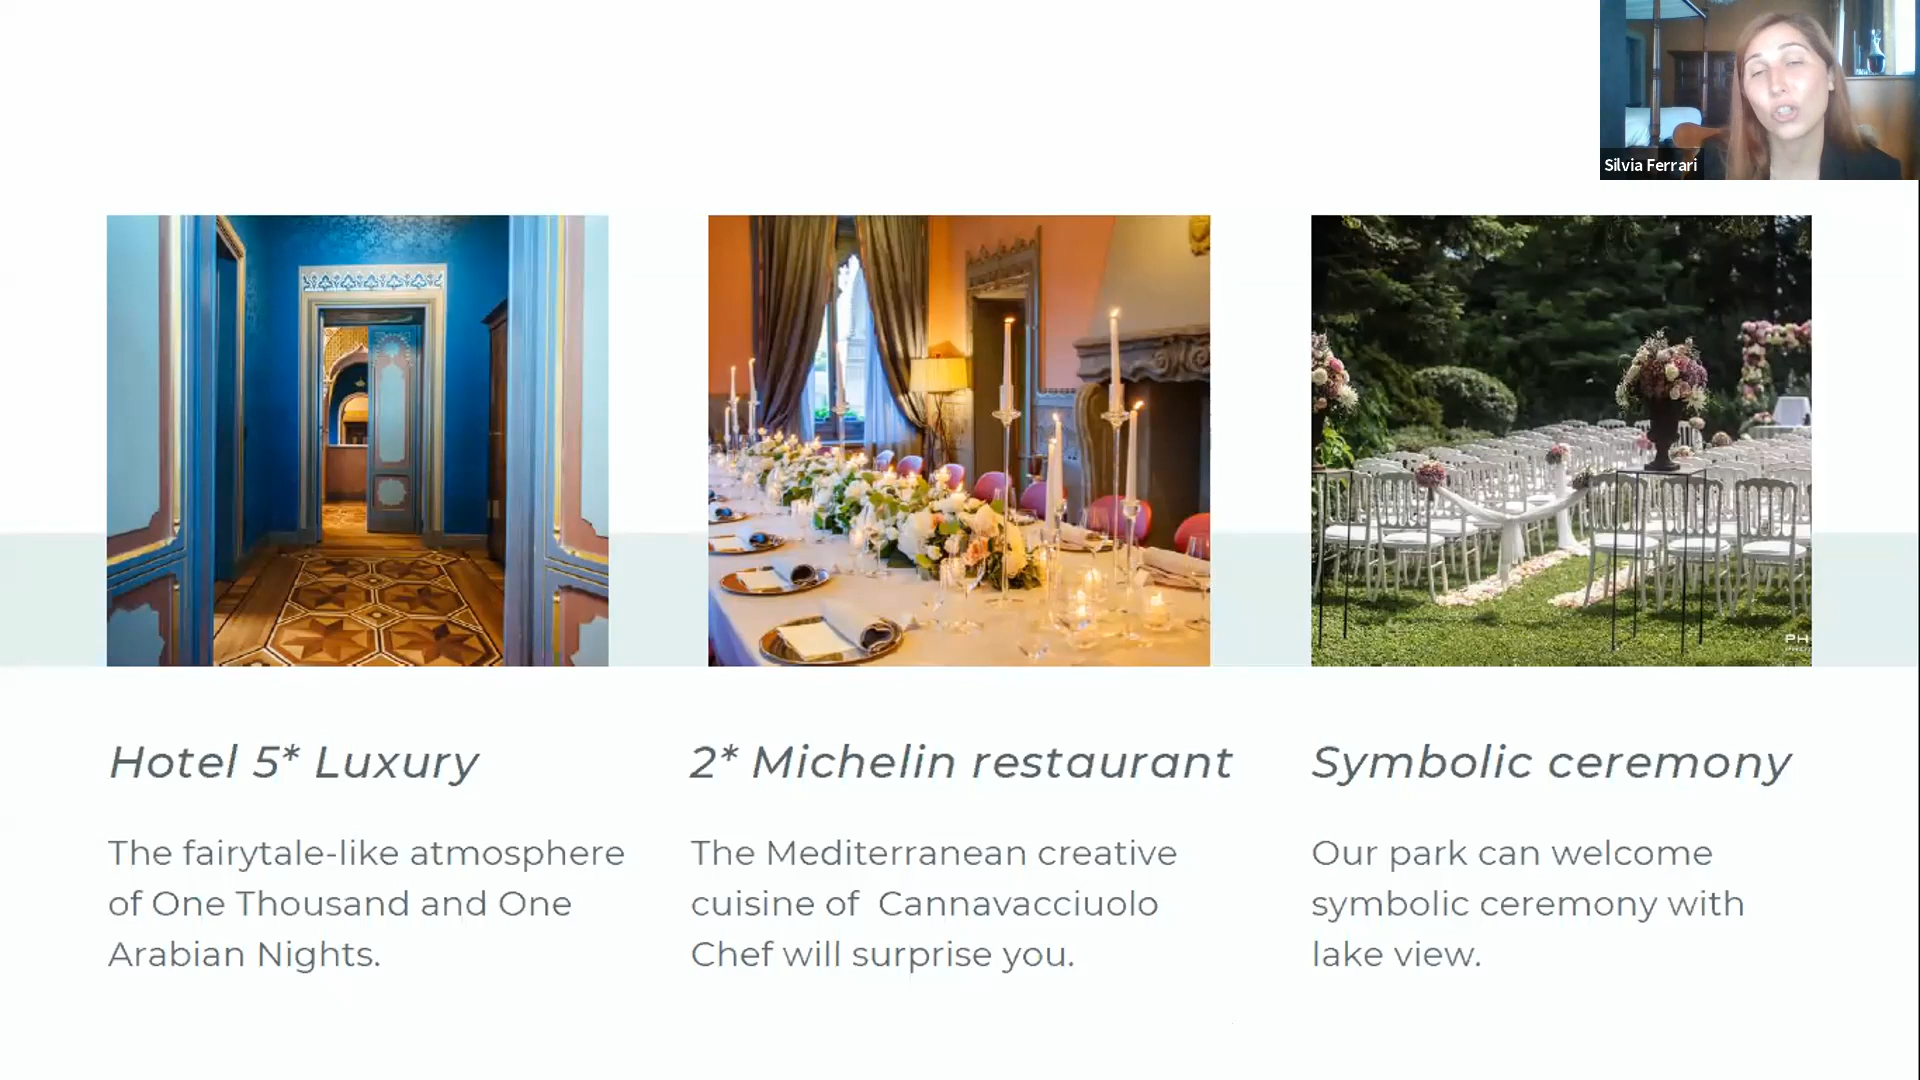 Silvia Ferrari
PH
Hotel 5* Luxury
The fairytale-like atmosphere
of One Thousand and One
Arabian Nights.
2* Michelin restaurant
The Mediterranean creative
cuisine of Cannavacciuolo
Chef will surprise you.
Symbolic ceremony
Our park can welcome
symbolic ceremony with
lake view.